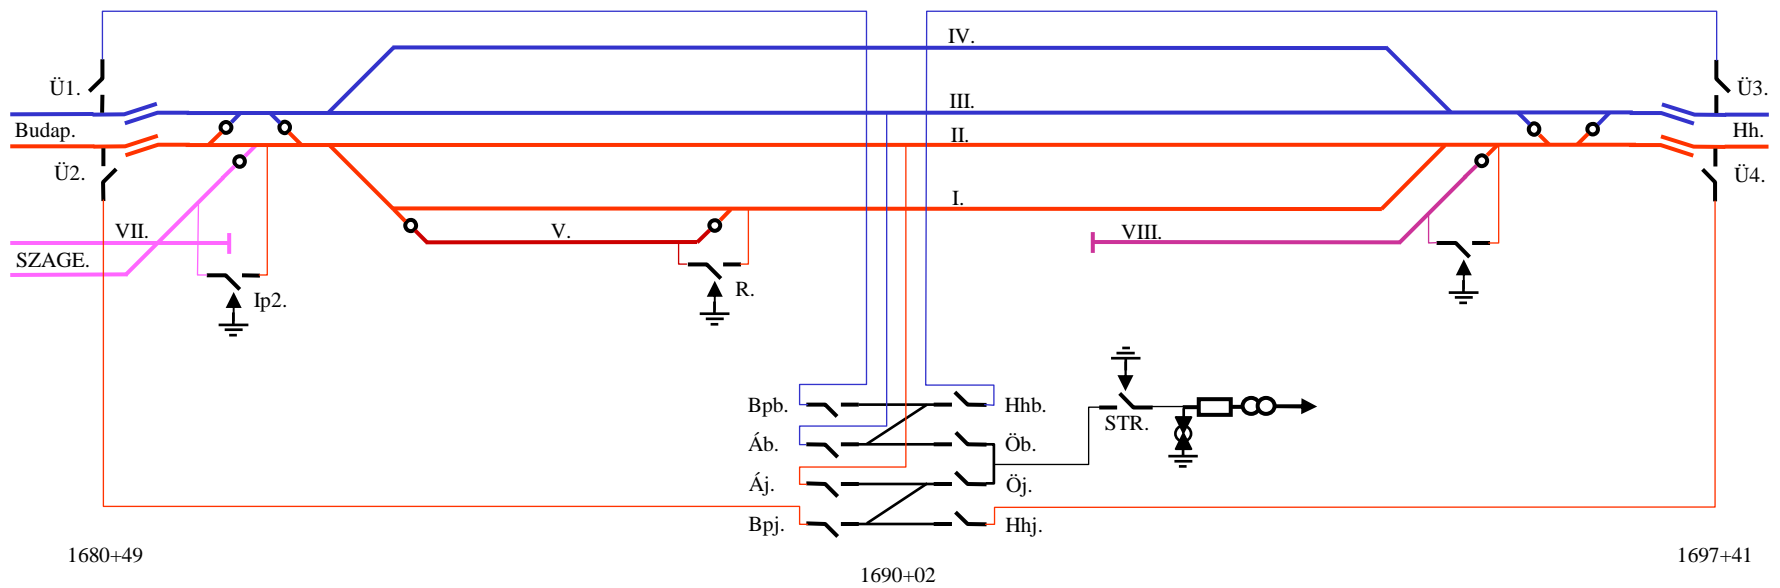 IV.
Ü1.
Ü3.
III.
Budap.
Hh.
II.
Ü2.
Ü4.
I.
VII.
V.
VIII.
SZAGE.
Ip2.
R.
Bpb.
Hhb.
STR.
Áb.
Öb.
Áj.
Öj.
Bpj.
Hhj.
1680+49
1697+41
1690+02